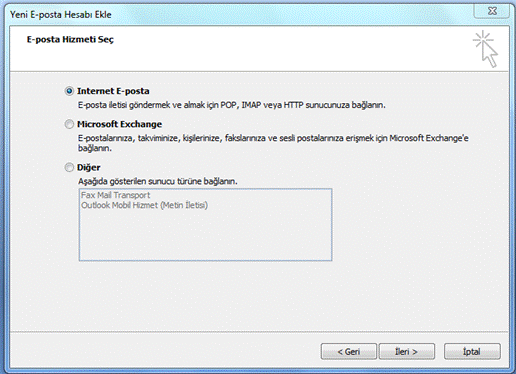 Yeni E-posta Hesabı Ekle
E-posta Hizmeti Seç
Internet E-posta
E-posta iletisi göndermek ve almak için POP, IMAP veya HTTP sunucunuza bağlanın.
Microsoft Exchange
E-postalarınıza, takviminize, kişilerinize, fakslarınıza ve sesli postalarınıza erişmek için Microsoft Exchange'e
bağlanın.
Diğer
Aşağıda gösterilen sunucu türüne bağlanın.
Fax Mail Transport
Outlook Mobil Hizmet (Metin İletisi)
< Geri İleri > İptal